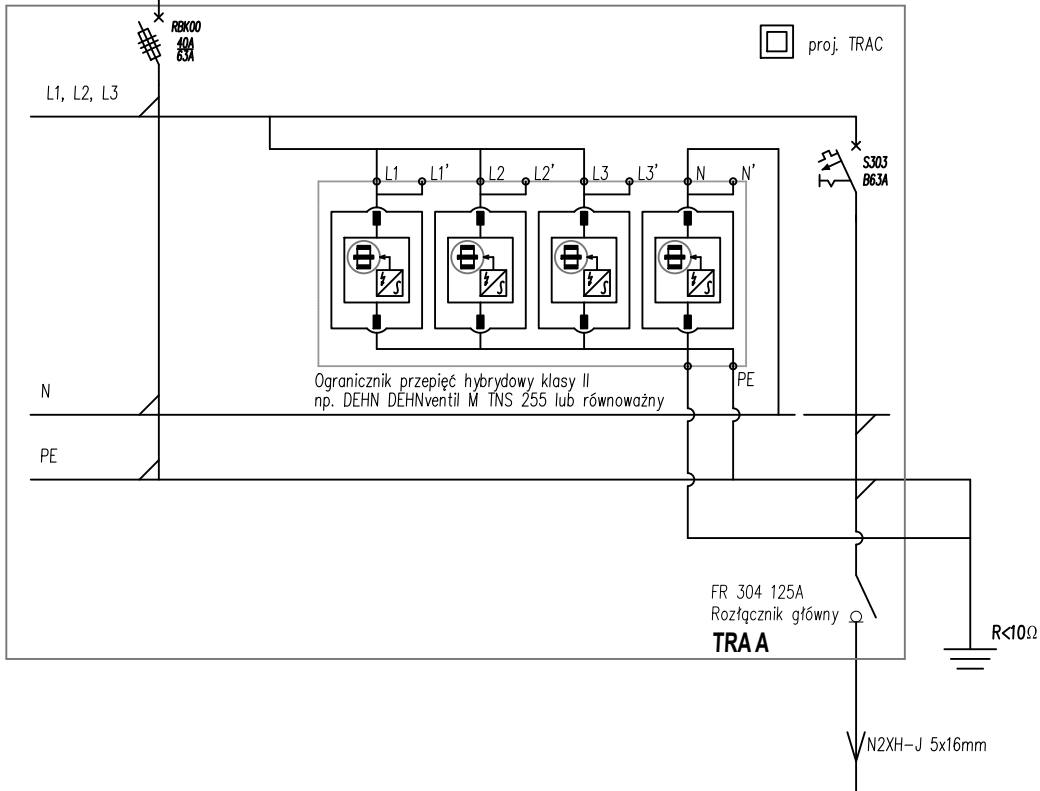 RBK00
40A
63A
proj. TRAC
L1, L2, L3
S303
B63A
L1 L1' L2 L2' L3 L3' N N'
S S S S
PE
Ogranicznik przepięć hybrydowy klasy II
np. DEHN DEHNventil M TNS 255 lub równoważny
N
PE
FR 304 125A
Rozłącznik główny
TRA A
R<10Ω
N2XH-J 5x16mm